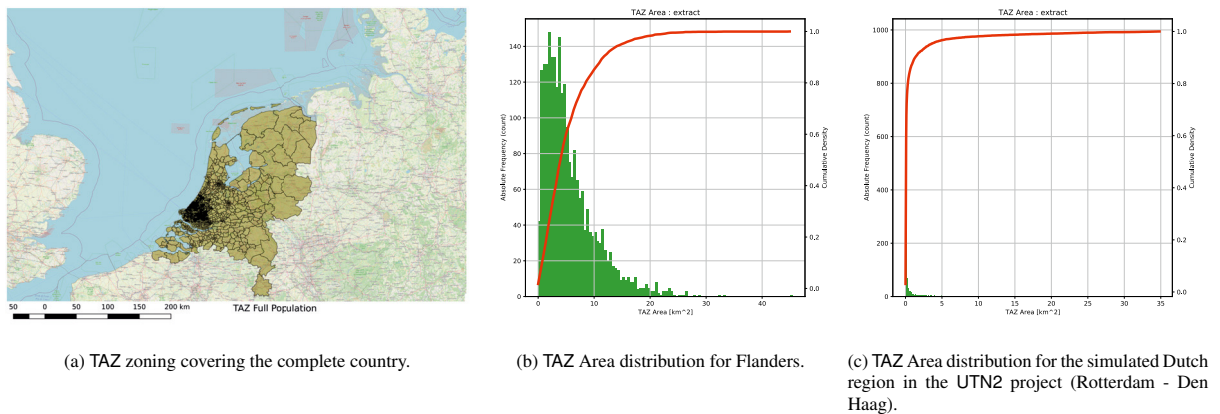 50 0 50 100 150 200 km
TAZ Full Population
(a) TAZ zoning covering the complete country.
TAZ Area : extract
Absolute Frequency (count)
140
120
100
80
60
40
20
0
0 10 20 30 40
TAZ Area [km^2]
1.0
0.8
0.6
0.4
0.2
0.0
Cumulative Density
(b) TAZ Area distribution for Flanders.
TAZ Area : extract
Absolute Frequency (count)
1000
800
600
400
200
0
0 5 10 15 20 25 30 35
TAZ Area [km^2]
1.0
0.8
0.6
0.4
0.2
0.0
Cumulative Density
(c) TAZ Area distribution for the simulated Dutch
region in the UTN2 project (Rotterdam - Den
Haag).